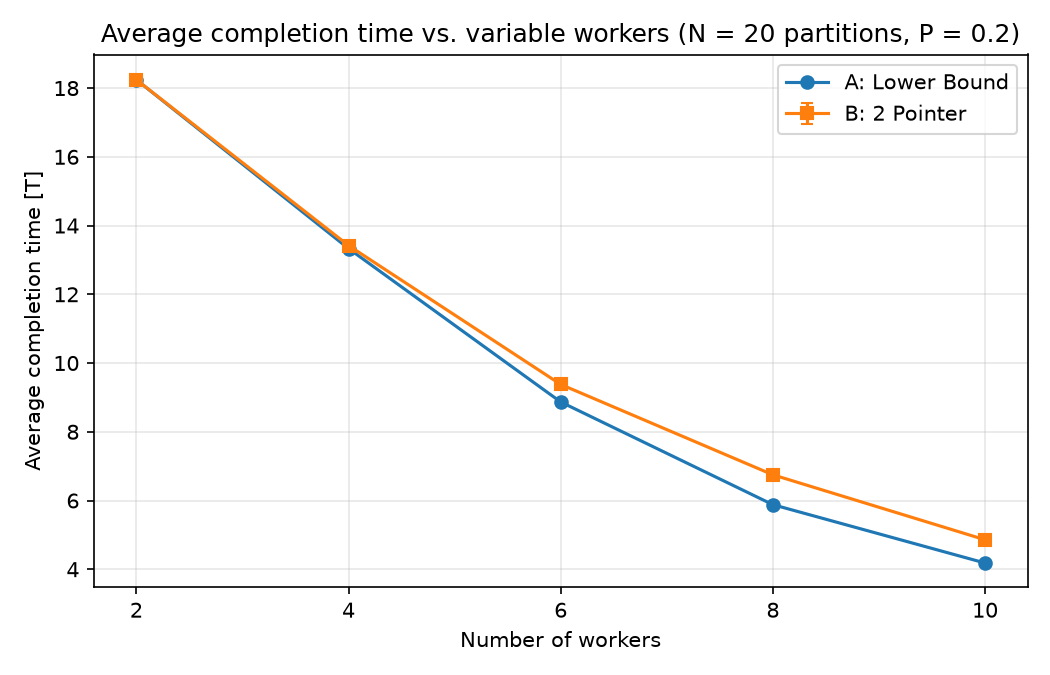 Average completion time vs. variable workers (N = 20 partitions, P = 0.2)
A: Lower Bound
B: 2 Pointer
Average completion time [T]
18
16
14
12
10
8
6
4
2
4
6
8
10
Number of workers